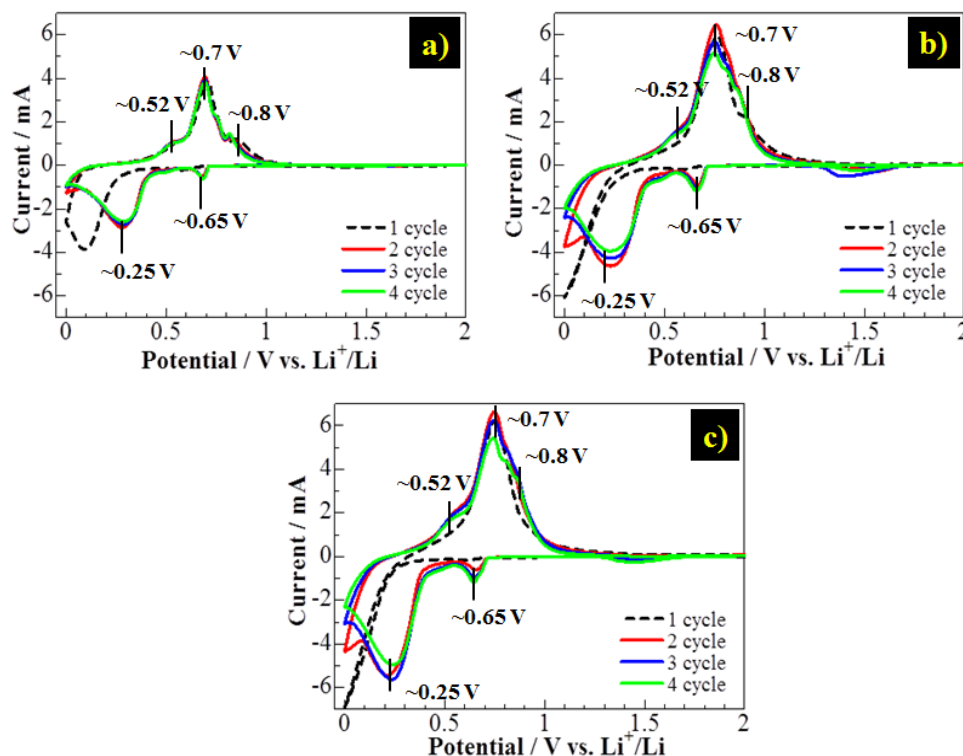 a)
~0.7 V
~0.52 V
~0.8 V
~0.65 V
~0.25 V
1 cycle
2 cycle
3 cycle
4 cycle
6
4
2
0
-2
-4
-6
0
0.5
1
1.5
2
Current / mA
Potential / V vs. Li⁺/Li
b)
~0.7 V
~0.52 V
~0.8 V
~0.65 V
~0.25 V
1 cycle
2 cycle
3 cycle
4 cycle
6
4
2
0
-2
-4
-6
0
0.5
1
1.5
2
Current / mA
Potential / V vs. Li⁺/Li
c)
~0.7 V
~0.52 V
~0.8 V
~0.65 V
~0.25 V
1 cycle
2 cycle
3 cycle
4 cycle
6
4
2
0
-2
-4
-6
0
0.5
1
1.5
2
Current / mA
Potential / V vs. Li⁺/Li